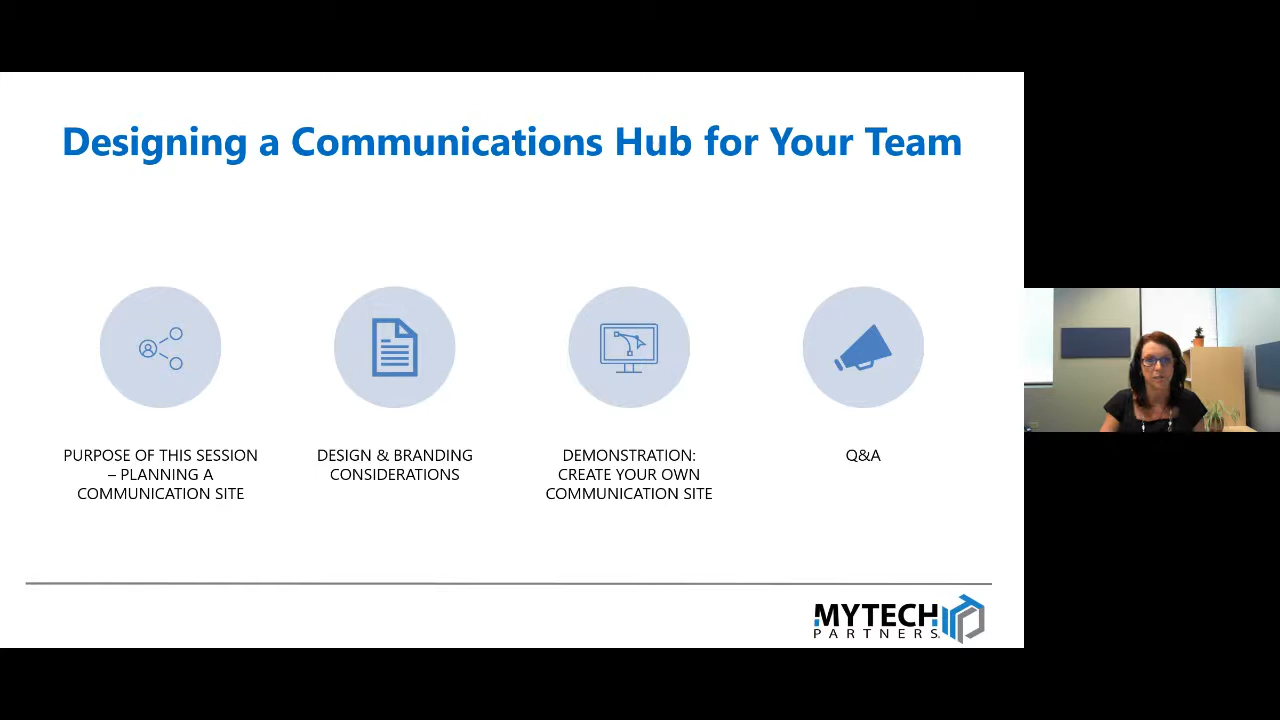 Designing a Communications Hub for Your Team
PURPOSE OF THIS SESSION
– PLANNING A
COMMUNICATION SITE
DESIGN & BRANDING
CONSIDERATIONS
DEMONSTRATION:
CREATE YOUR OWN
COMMUNICATION SITE
Q&A
MYTECH
PARTNERS